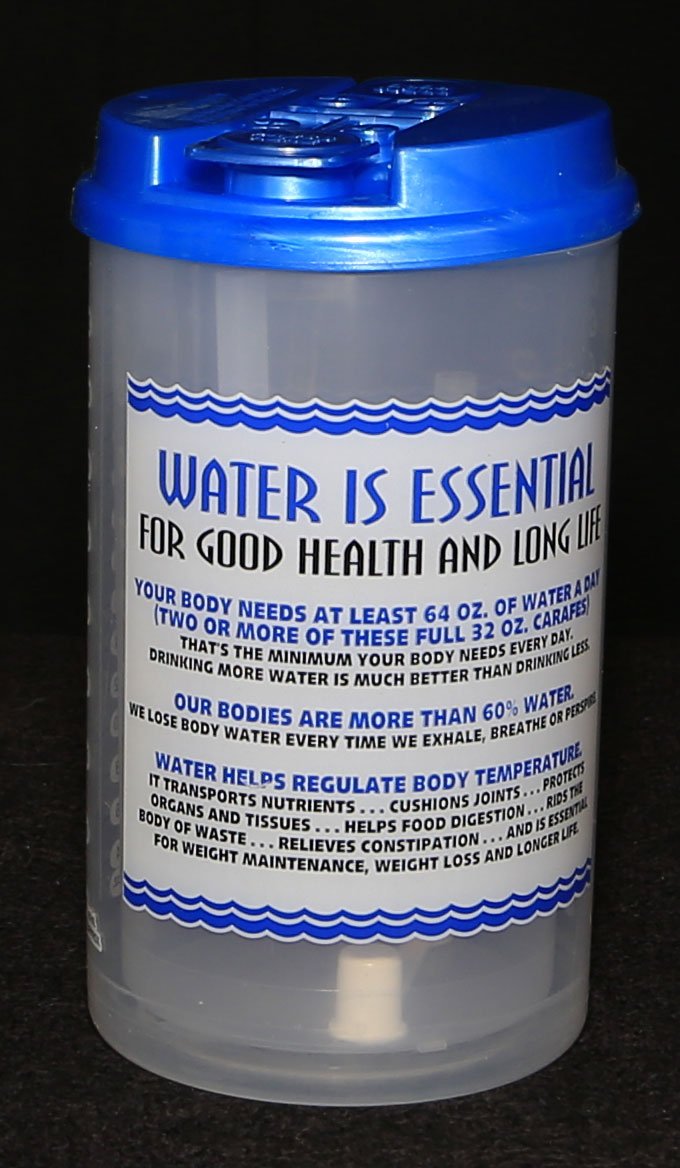 WATER IS ESSENTIAL
FOR GOOD HEALTH AND LONG LIFE
YOUR BODY NEEDS AT LEAST 64 OZ. OF WATER A DAY
(TWO OR MORE OF THESE FULL 32 OZ. CARAFES)
THAT'S THE MINIMUM YOUR BODY NEEDS EVERY DAY.
DRINKING MORE WATER IS MUCH BETTER THAN DRINKING LESS.
OUR BODIES ARE MORE THAN 60% WATER.
WE LOSE BODY WATER EVERY TIME WE EXHALE, BREATHE OR PERSPIRE
WATER HELPS REGULATE BODY TEMPERATURE.
IT TRANSPORTS NUTRIENTS . . . CUSHIONS JOINTS . . . PROTECTS
ORGANS AND TISSUES . . . HELPS FOOD DIGESTION . . . RIDS THE
BODY OF WASTE . . . RELIEVES CONSTIPATION . . . AND IS ESSENTIAL
FOR WEIGHT MAINTENANCE, WEIGHT LOSS AND LONGER LIFE.